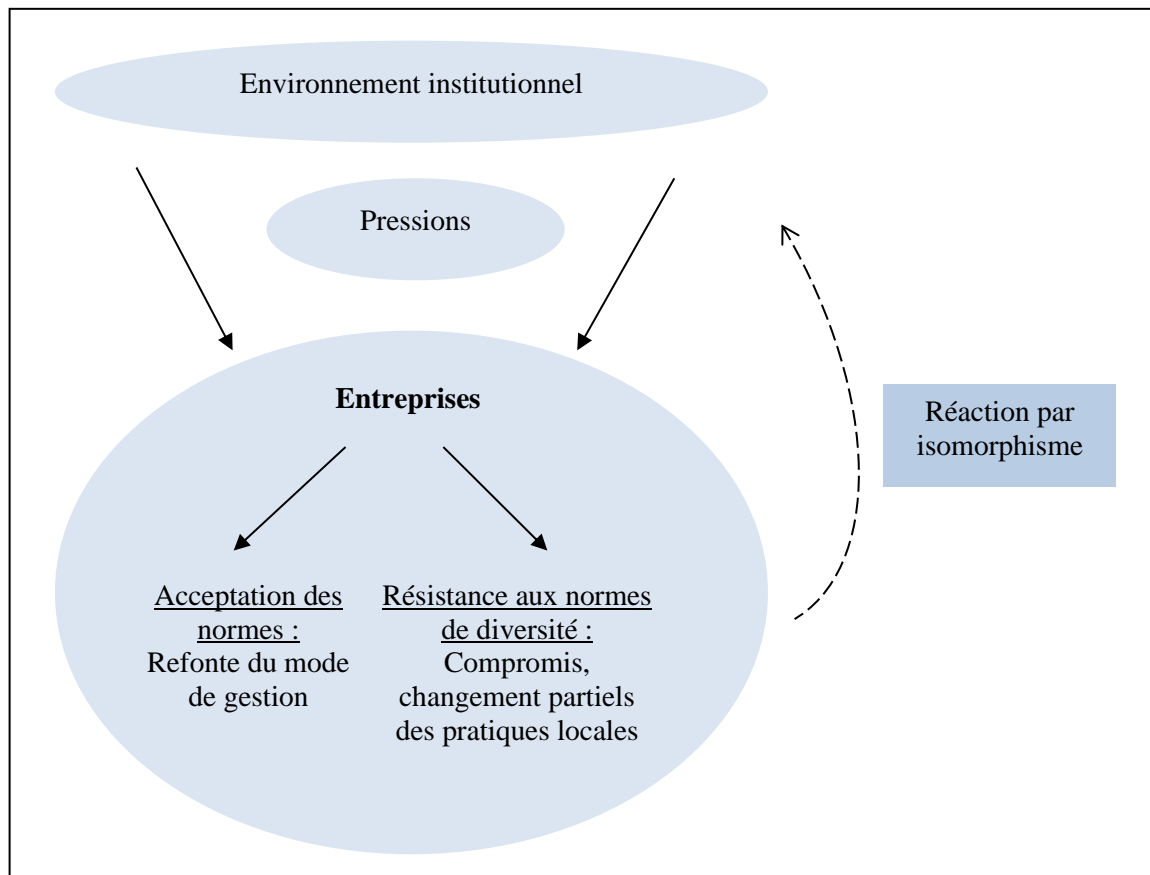 Environnement institutionnel
Pressions
Entreprises
Réaction par
isomorphisme
Acceptation des
normes :
Refonte du mode
de gestion
Résistance aux normes
de diversité :
Compromis,
changement partiels
des pratiques locales